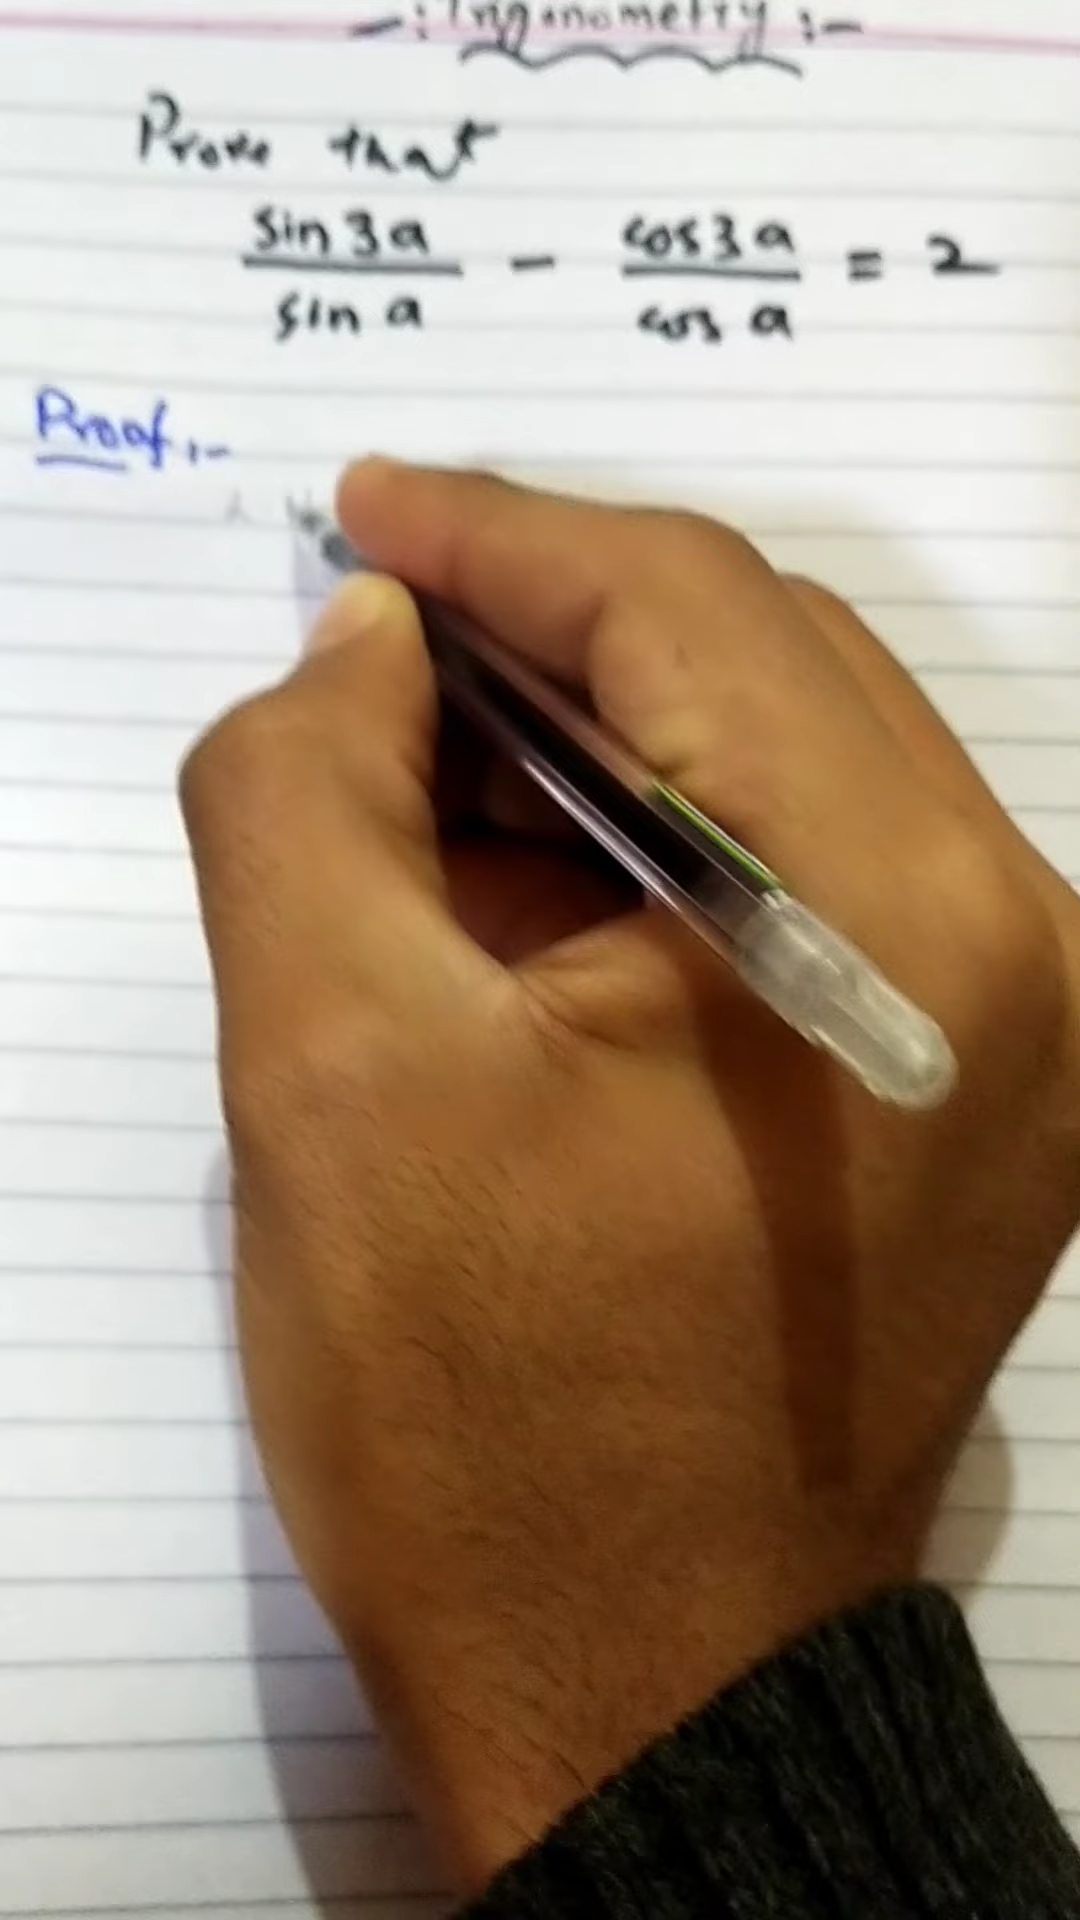 -: Trigonometry :-
Prove that
sin 3a / sin a - cos 3a / cos a = 2
Proof :-